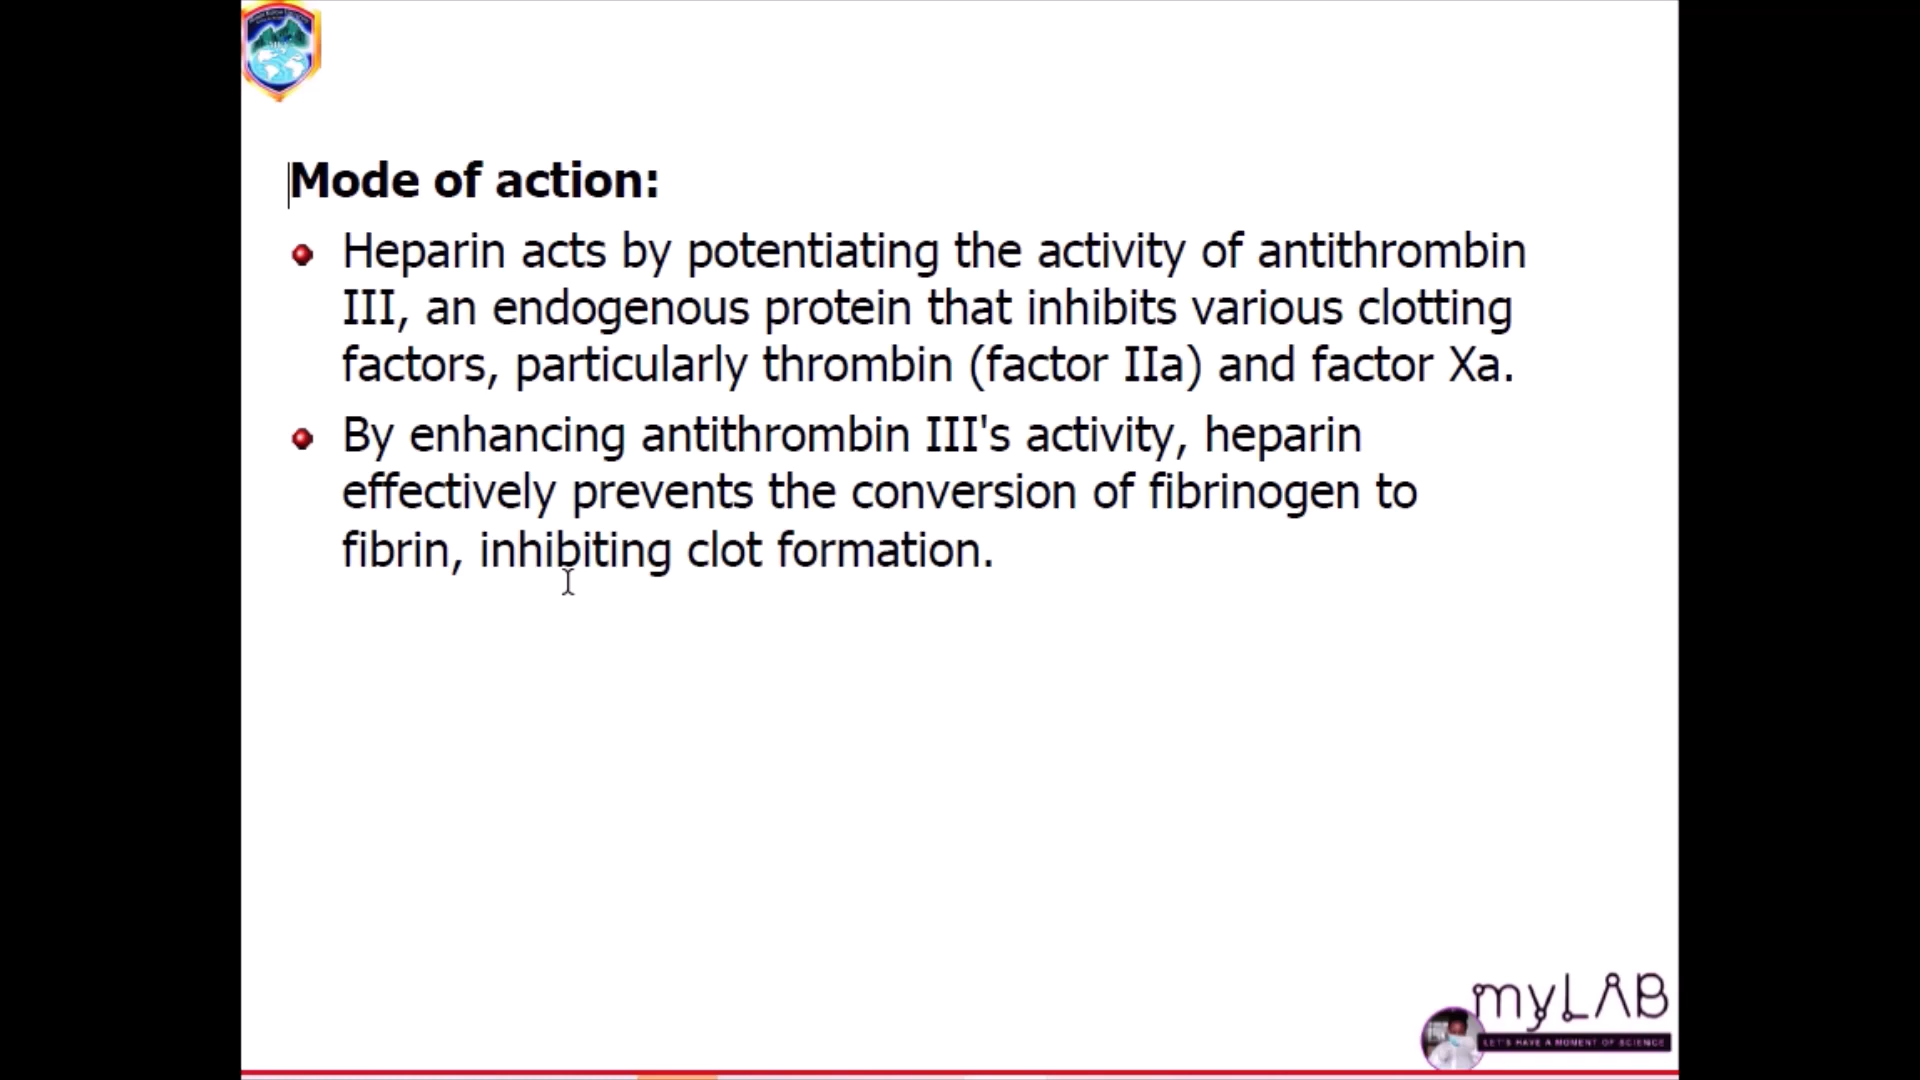 Mode of action:
Heparin acts by potentiating the activity of antithrombin
III, an endogenous protein that inhibits various clotting
factors, particularly thrombin (factor IIa) and factor Xa.
By enhancing antithrombin III's activity, heparin
effectively prevents the conversion of fibrinogen to
fibrin, inhibiting clot formation.
myLAB
LET'S HAVE A MOMENT OF SCIENCE